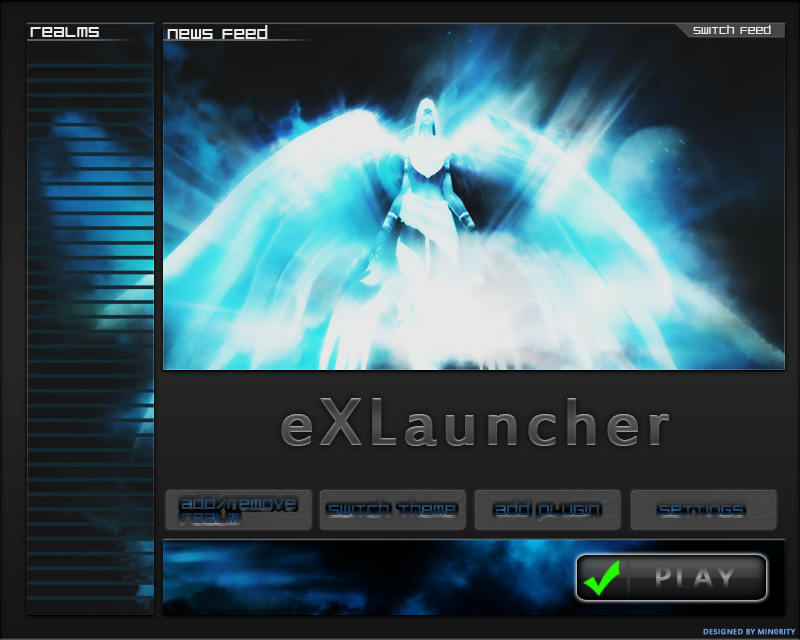 REALMS
NEWS FEED
SWITCH FEED
eXLauncher
ADD/REMOVE
REALM
SWITCH THEME
ADD PLUGIN
SETTINGS
PLAY
DESIGNED BY MIN0RITY